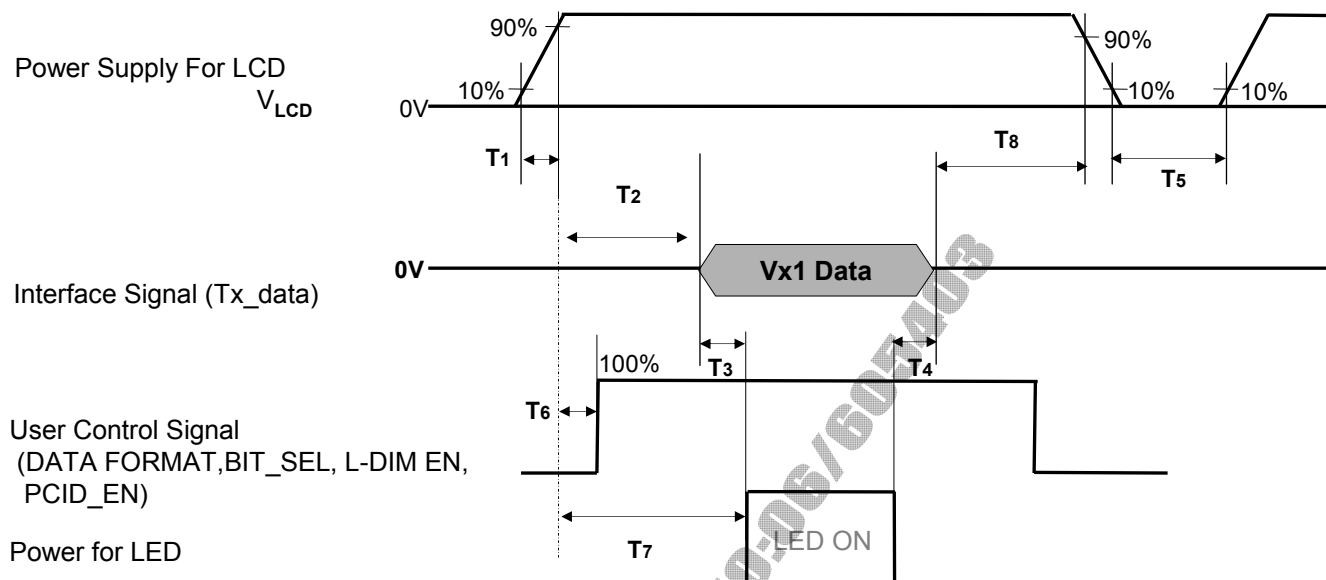 90%
90%
Power Supply For LCD
VLCD
10%
10%
10%
0V
T1
T8
T5
T2
0V
Vx1 Data
Interface Signal (Tx_data)
T3
T4
100%
T6
User Control Signal
(DATA FORMAT,BIT_SEL, L-DIM EN,
PCID_EN)
T7
LED ON
Power for LED